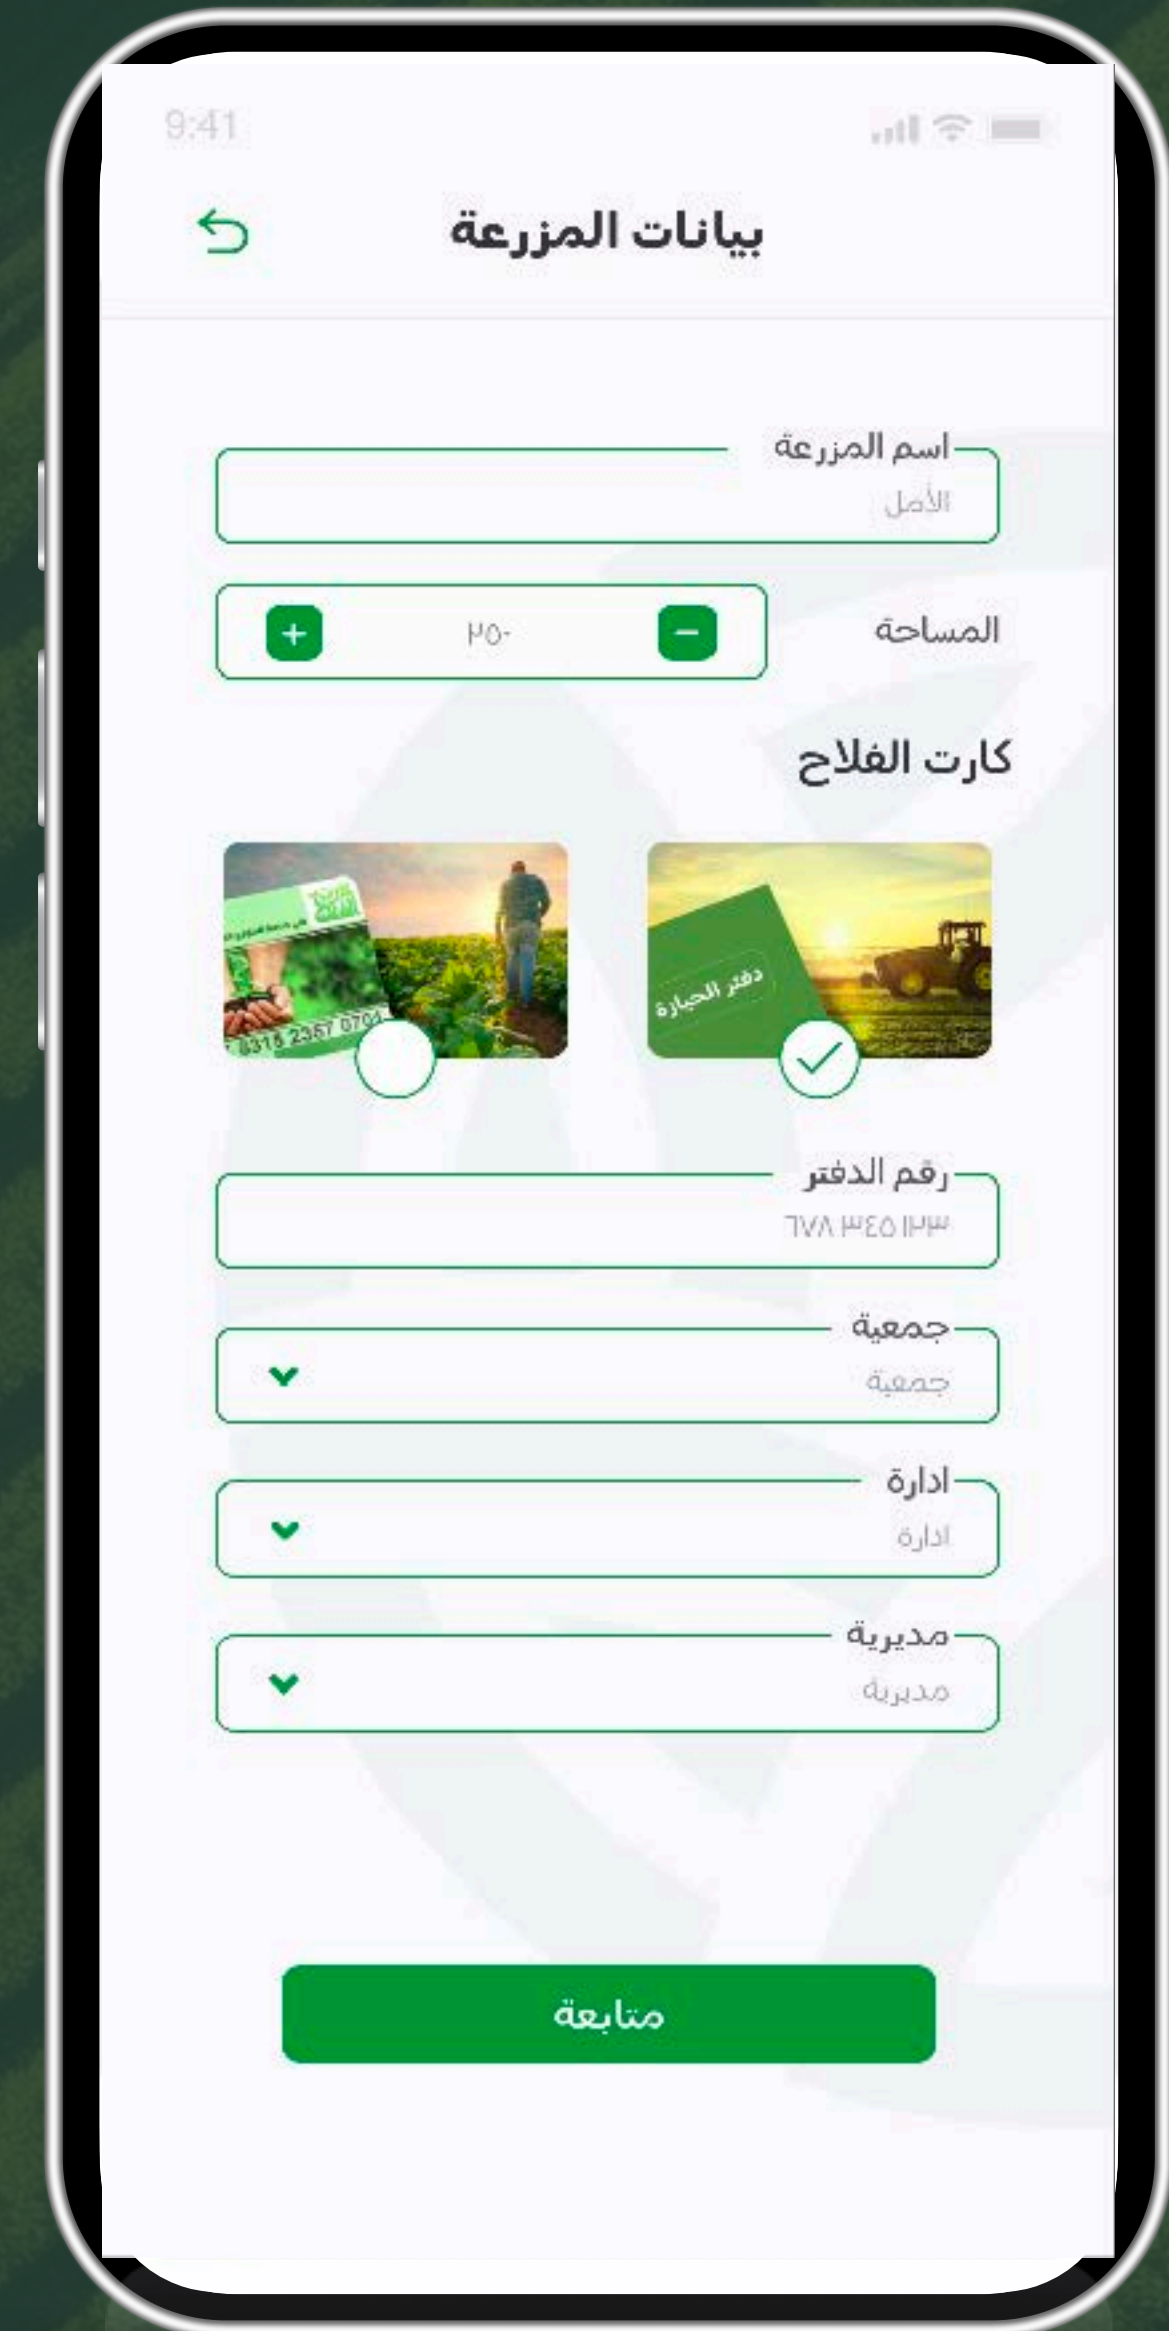 9:41
بيانات المزرعة
اسم المزرعة
الأمل
المساحة
٢٥٠
كارت الفلاح
دفتر الحيازة
رقم الدفتر
١٢٣ ٣٤٥ ٦٧٨
جمعية
جمعية
ادارة
ادارة
مديرية
مديرية
متابعة